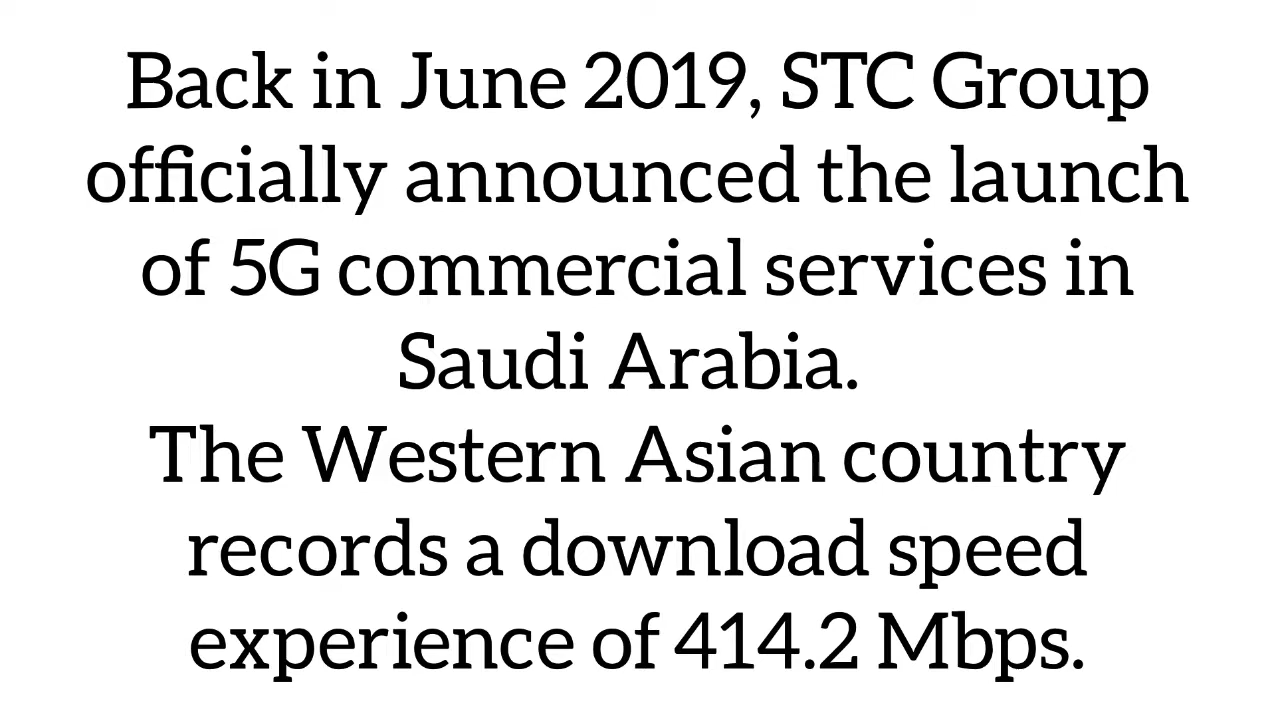 Back in June 2019, STC Group
officially announced the launch
of 5G commercial services in
Saudi Arabia.
The Western Asian country
records a download speed
experience of 414.2 Mbps.